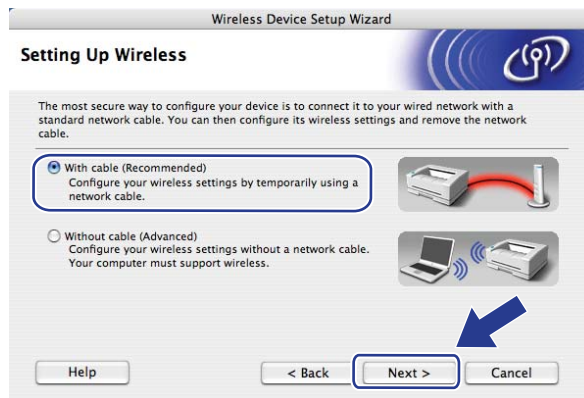 Wireless Device Setup Wizard
Setting Up Wireless
The most secure way to configure your device is to connect it to your wired network with a
standard network cable. You can then configure its wireless settings and remove the network
cable.
With cable (Recommended)
Configure your wireless settings by temporarily using a
network cable.
Without cable (Advanced)
Configure your wireless settings without a network cable.
Your computer must support wireless.
Help
< Back
Next >
Cancel